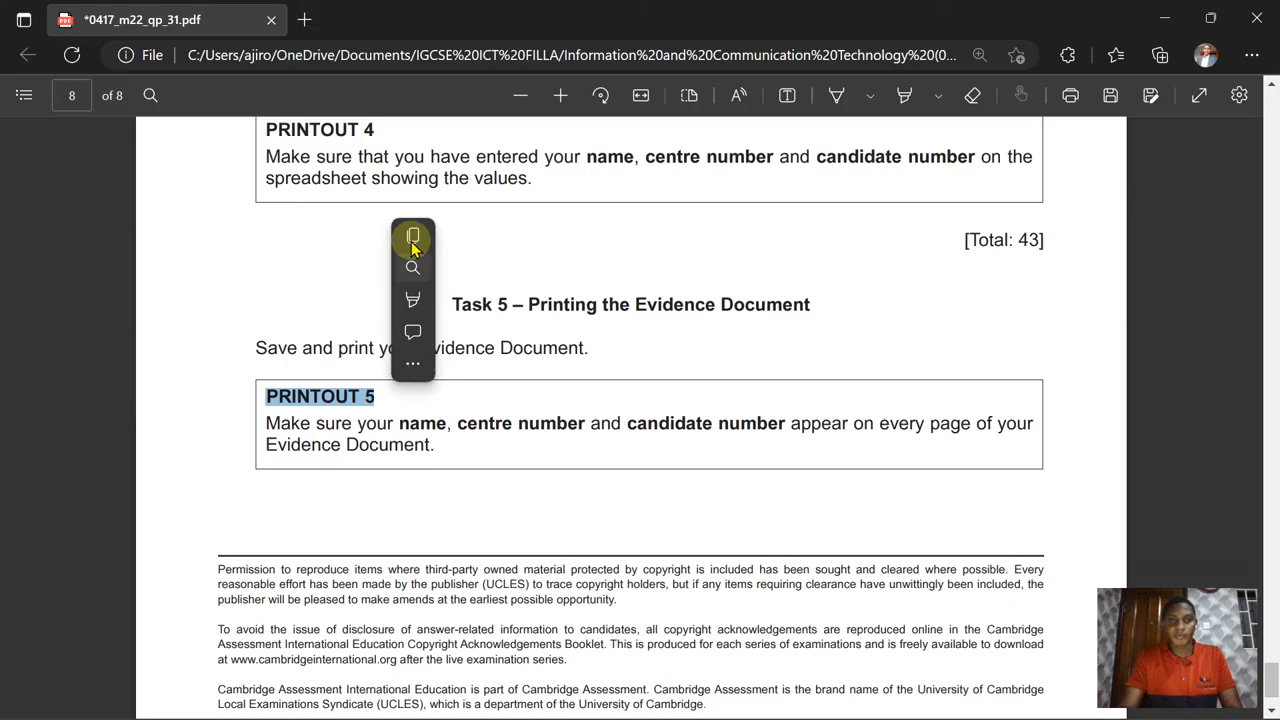 *0417_m22_qp_31.pdf
File
C:/Users/ajiro/OneDrive/Documents/IGCSE%20ICT%20FILLA/Information%20and%20Communication%20Technology%20(0...
8 of 8
PRINTOUT 4
Make sure that you have entered your name, centre number and candidate number on the
spreadsheet showing the values.
[Total: 43]
Task 5 – Printing the Evidence Document
Save and print yo vidence Document.
PRINTOUT 5
Make sure your name, centre number and candidate number appear on every page of your
Evidence Document.
Permission to reproduce items where third-party owned material protected by copyright is included has been sought and cleared where possible. Every
reasonable effort has been made by the publisher (UCLES) to trace copyright holders, but if any items requiring clearance have unwittingly been included, the
publisher will be pleased to make amends at the earliest possible opportunity.
To avoid the issue of disclosure of answer-related information to candidates, all copyright acknowledgements are reproduced online in the Cambridge
Assessment International Education Copyright Acknowledgements Booklet. This is produced for each series of examinations and is freely available to download
at www.cambridgeinternational.org after the live examination series.
Cambridge Assessment International Education is part of Cambridge Assessment. Cambridge Assessment is the brand name of the University of Cambridge
Local Examinations Syndicate (UCLES), which is a department of the University of Cambridge.